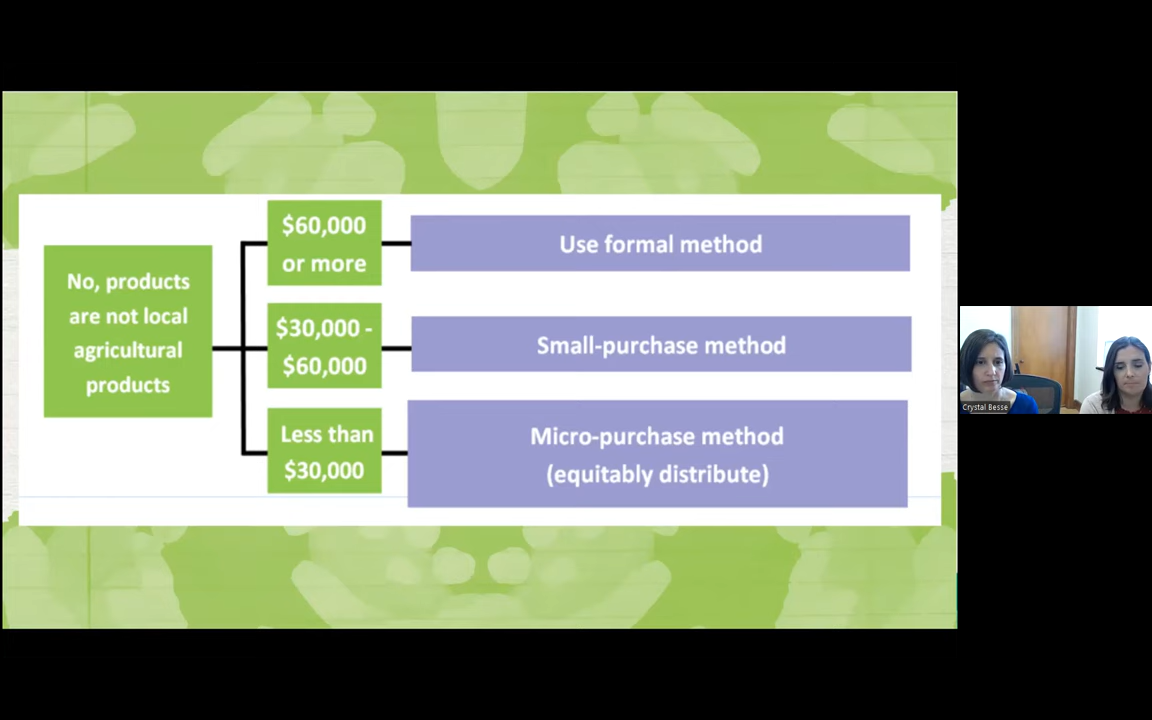 No, products
are not local
agricultural
products
$60,000
or more
Use formal method
$30,000 -
$60,000
Small-purchase method
Less than
$30,000
Micro-purchase method
(equitably distribute)
Crystal Besse